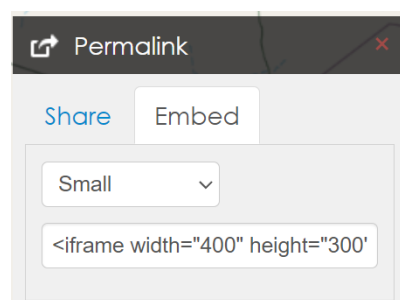 Permalink
Share Embed
Small
<iframe width="400" height="300'